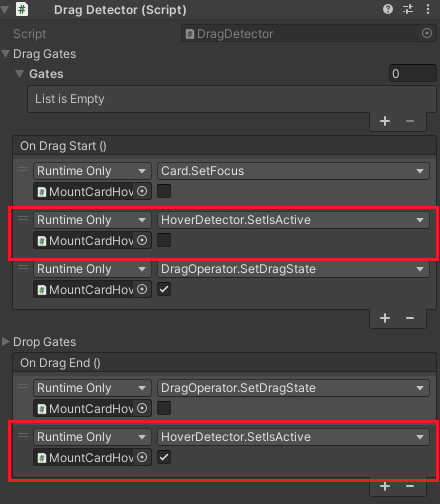 Drag Detector (Script)
Script
DragDetector
Drag Gates
Gates
0
List is Empty
+ −
On Drag Start ()
Runtime Only
Card.SetFocus
MountCardHov
Runtime Only
HoverDetector.SetIsActive
MountCardHov
Runtime Only
DragOperator.SetDragState
MountCardHov
+ −
Drop Gates
On Drag End ()
Runtime Only
DragOperator.SetDragState
MountCardHov
Runtime Only
HoverDetector.SetIsActive
MountCardHov
+ −